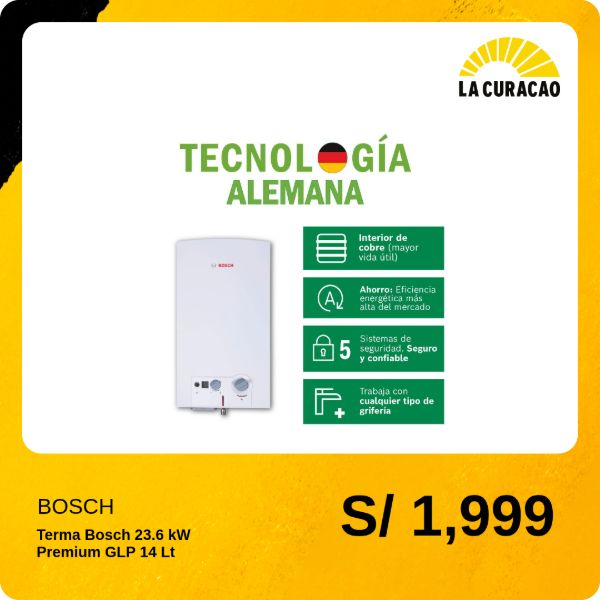 LA CURACAO
TECNOLOGÍA
ALEMANA
BOSCH
Interior de
cobre (mayor
vida útil)
A
Ahorro: Eficiencia
energética más
alta del mercado
5
Sistemas de
seguridad. Seguro
y confiable
Trabaja con
cualquier tipo de
grifería
BOSCH
S/ 1,999
Terma Bosch 23.6 kW
Premium GLP 14 Lt